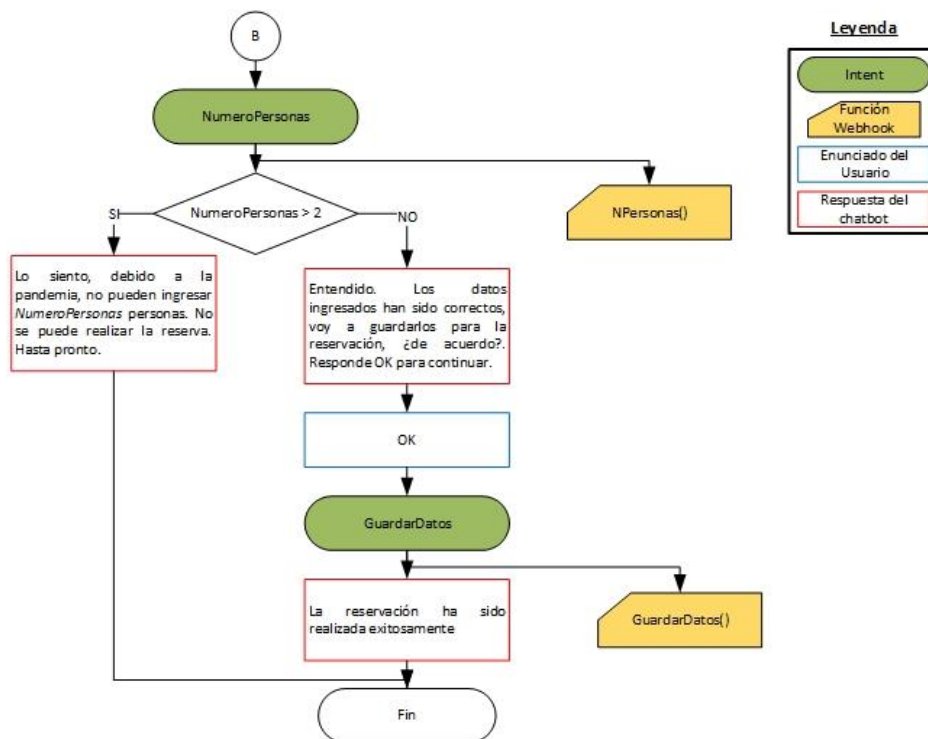 B
Leyenda
Intent
Función
Webhook
Enunciado del
Usuario
Respuesta del
chatbot
NumeroPersonas
NumeroPersonas > 2
SI
NO
NPersonas()
Lo siento, debido a la
pandemia, no pueden ingresar
NumeroPersonas personas. No
se puede realizar la reserva.
Hasta pronto.
Entendido. Los datos
ingresados han sido correctos,
voy a guardarlos para la
reservación, ¿de acuerdo?.
Responde OK para continuar.
OK
GuardarDatos
La reservación ha sido
realizada exitosamente
GuardarDatos()
Fin